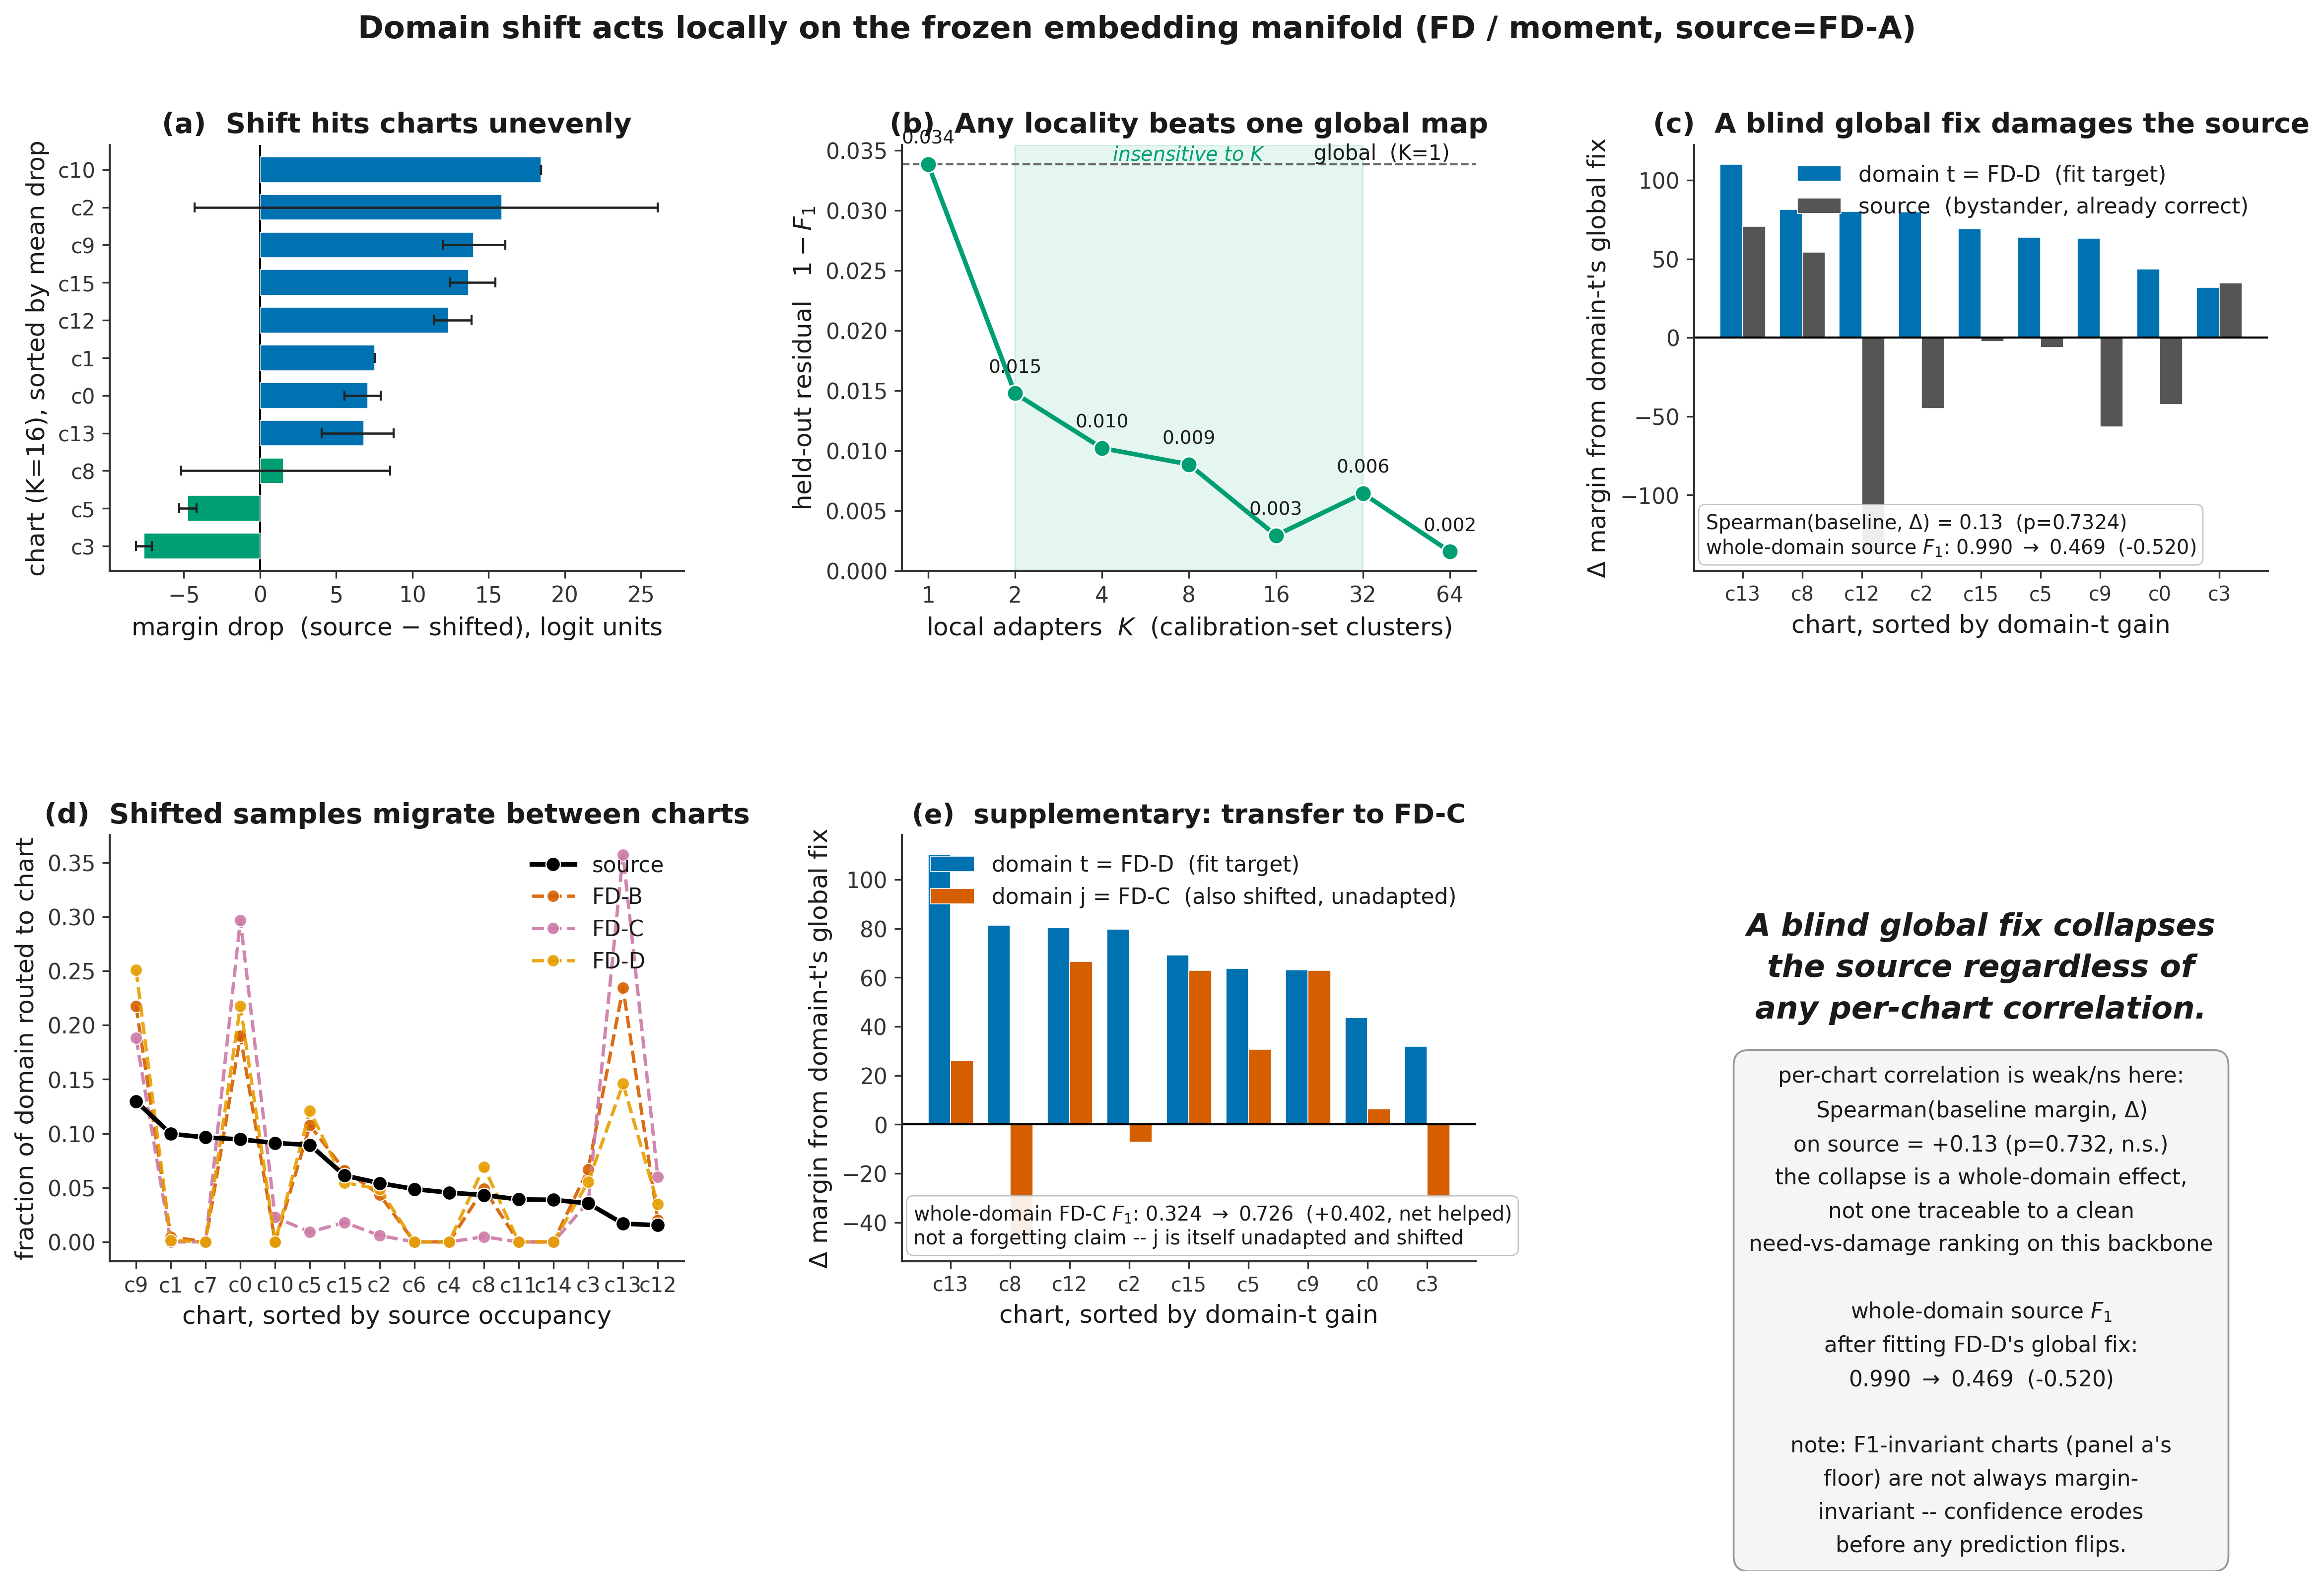 Domain shift acts locally on the frozen embedding manifold (FD / moment, source=FD-A)
(a) Shift hits charts unevenly
chart (K=16), sorted by mean drop
c10
c2
c9
c15
c12
c1
c0
c13
c8
c5
c3
−5 0 5 10 15 20 25
margin drop (source − shifted), logit units
(b) Any locality beats one global map
held-out residual 1 − F1
0.035
0.030
0.025
0.020
0.015
0.010
0.005
0.000
0.034
insensitive to K
global (K=1)
0.015
0.010
0.009
0.003
0.006
0.002
1 2 4 8 16 32 64
local adapters K (calibration-set clusters)
(c) A blind global fix damages the source
Δ margin from domain-t's global fix
100
50
0
−50
−100
domain t = FD-D (fit target)
source (bystander, already correct)
Spearman(baseline, Δ) = 0.13 (p=0.7324)
whole-domain source F1: 0.990 → 0.469 (-0.520)
c13 c8 c12 c2 c15 c5 c9 c0 c3
chart, sorted by domain-t gain
(d) Shifted samples migrate between charts
fraction of domain routed to chart
0.35
0.30
0.25
0.20
0.15
0.10
0.05
0.00
source
FD-B
FD-C
FD-D
c9 c1 c7 c0 c10 c5 c15 c2 c6 c4 c8 c11 c14 c3 c13 c12
chart, sorted by source occupancy
(e) supplementary: transfer to FD-C
Δ margin from domain-t's global fix
100
80
60
40
20
0
−20
−40
domain t = FD-D (fit target)
domain j = FD-C (also shifted, unadapted)
whole-domain FD-C F1: 0.324 → 0.726 (+0.402, net helped)
not a forgetting claim -- j is itself unadapted and shifted
c13 c8 c12 c2 c15 c5 c9 c0 c3
chart, sorted by domain-t gain
A blind global fix collapses
the source regardless of
any per-chart correlation.
per-chart correlation is weak/ns here:
Spearman(baseline margin, Δ)
on source = +0.13 (p=0.732, n.s.)
the collapse is a whole-domain effect,
not one traceable to a clean
need-vs-damage ranking on this backbone
whole-domain source F1
after fitting FD-D's global fix:
0.990 → 0.469 (-0.520)
note: F1-invariant charts (panel a's
floor) are not always margin-
invariant -- confidence erodes
before any prediction flips.